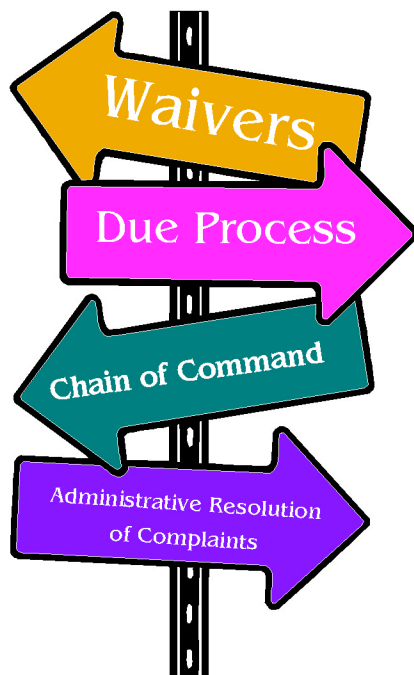 Waivers
Due Process
Chain of Command
Administrative Resolution
of Complaints